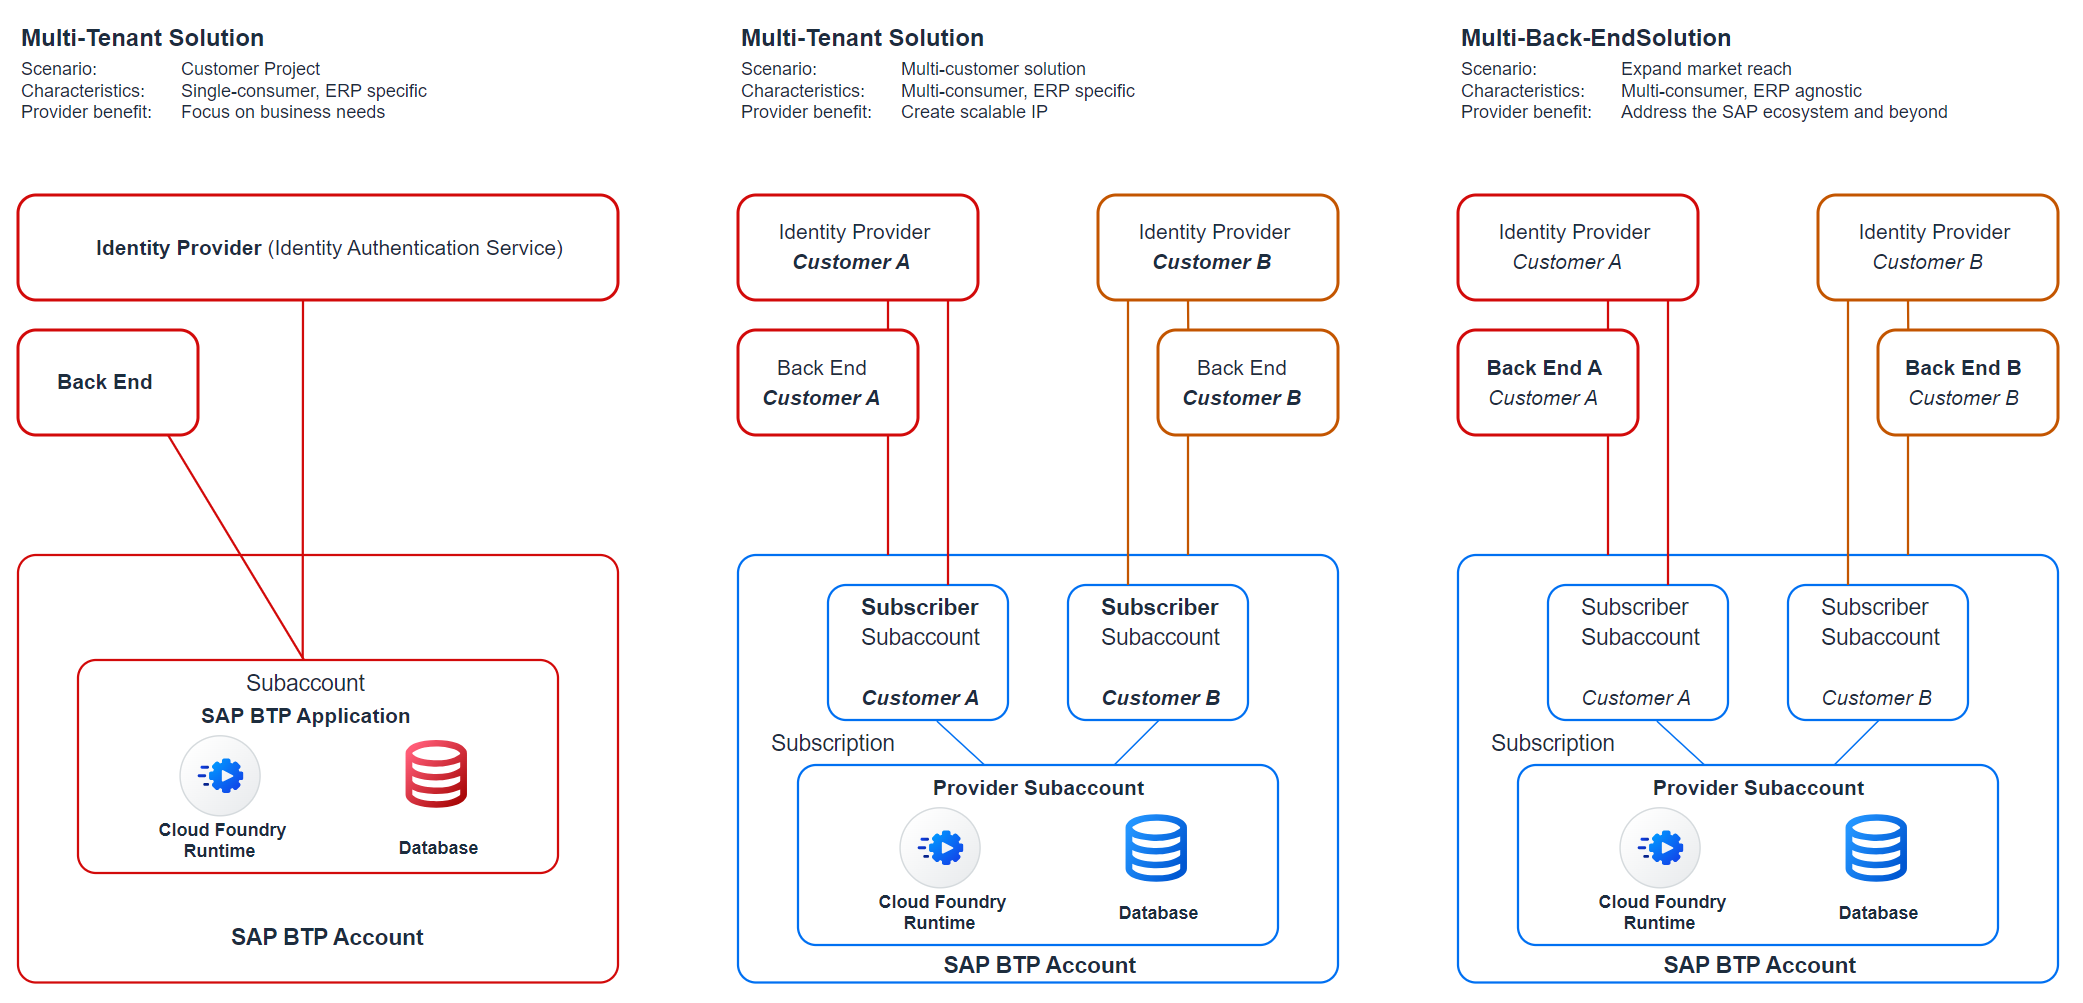 Multi-Tenant Solution
Scenario: Customer Project
Characteristics: Single-consumer, ERP specific
Provider benefit: Focus on business needs
Identity Provider (Identity Authentication Service)
Back End
Subaccount
SAP BTP Application
Cloud Foundry
Runtime
Database
SAP BTP Account
Multi-Tenant Solution
Scenario: Multi-customer solution
Characteristics: Multi-consumer, ERP specific
Provider benefit: Create scalable IP
Identity Provider
Customer A
Identity Provider
Customer B
Back End
Customer A
Back End
Customer B
Subscriber
Subaccount
Customer A
Subscriber
Subaccount
Customer B
Subscription
Provider Subaccount
Cloud Foundry
Runtime
Database
SAP BTP Account
Multi-Back-EndSolution
Scenario: Expand market reach
Characteristics: Multi-consumer, ERP agnostic
Provider benefit: Address the SAP ecosystem and beyond
Identity Provider
Customer A
Identity Provider
Customer B
Back End A
Customer A
Back End B
Customer B
Subscriber
Subaccount
Customer A
Subscriber
Subaccount
Customer B
Subscription
Provider Subaccount
Cloud Foundry
Runtime
Database
SAP BTP Account